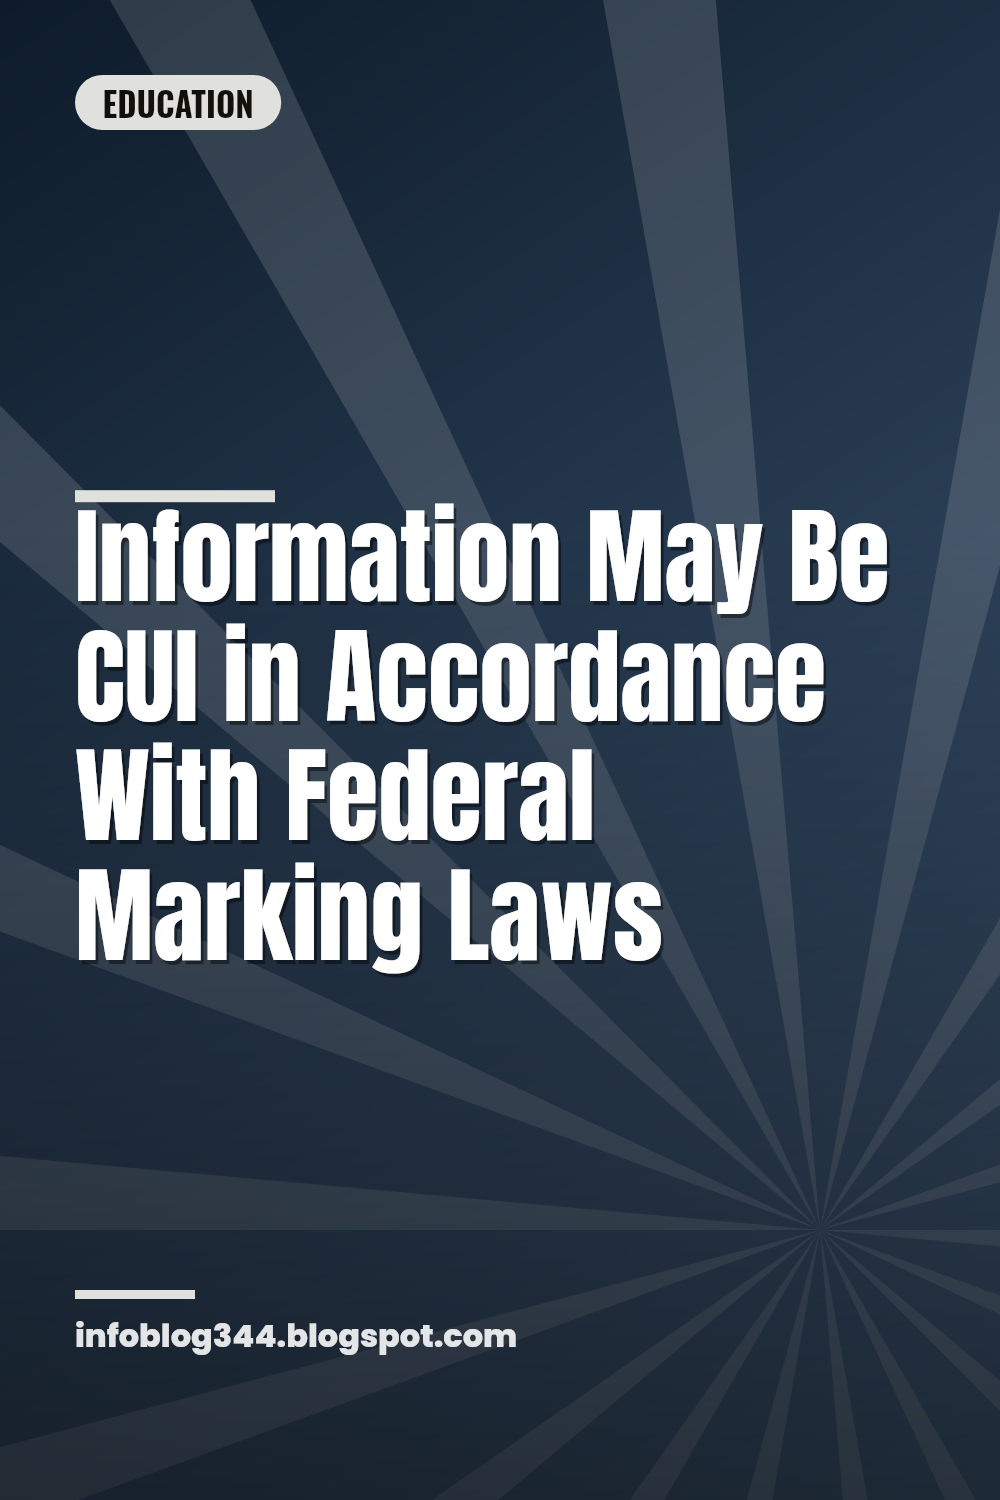 EDUCATION
Information May Be
CUI in Accordance
With Federal
Marking Laws
infoblog344.blogspot.com